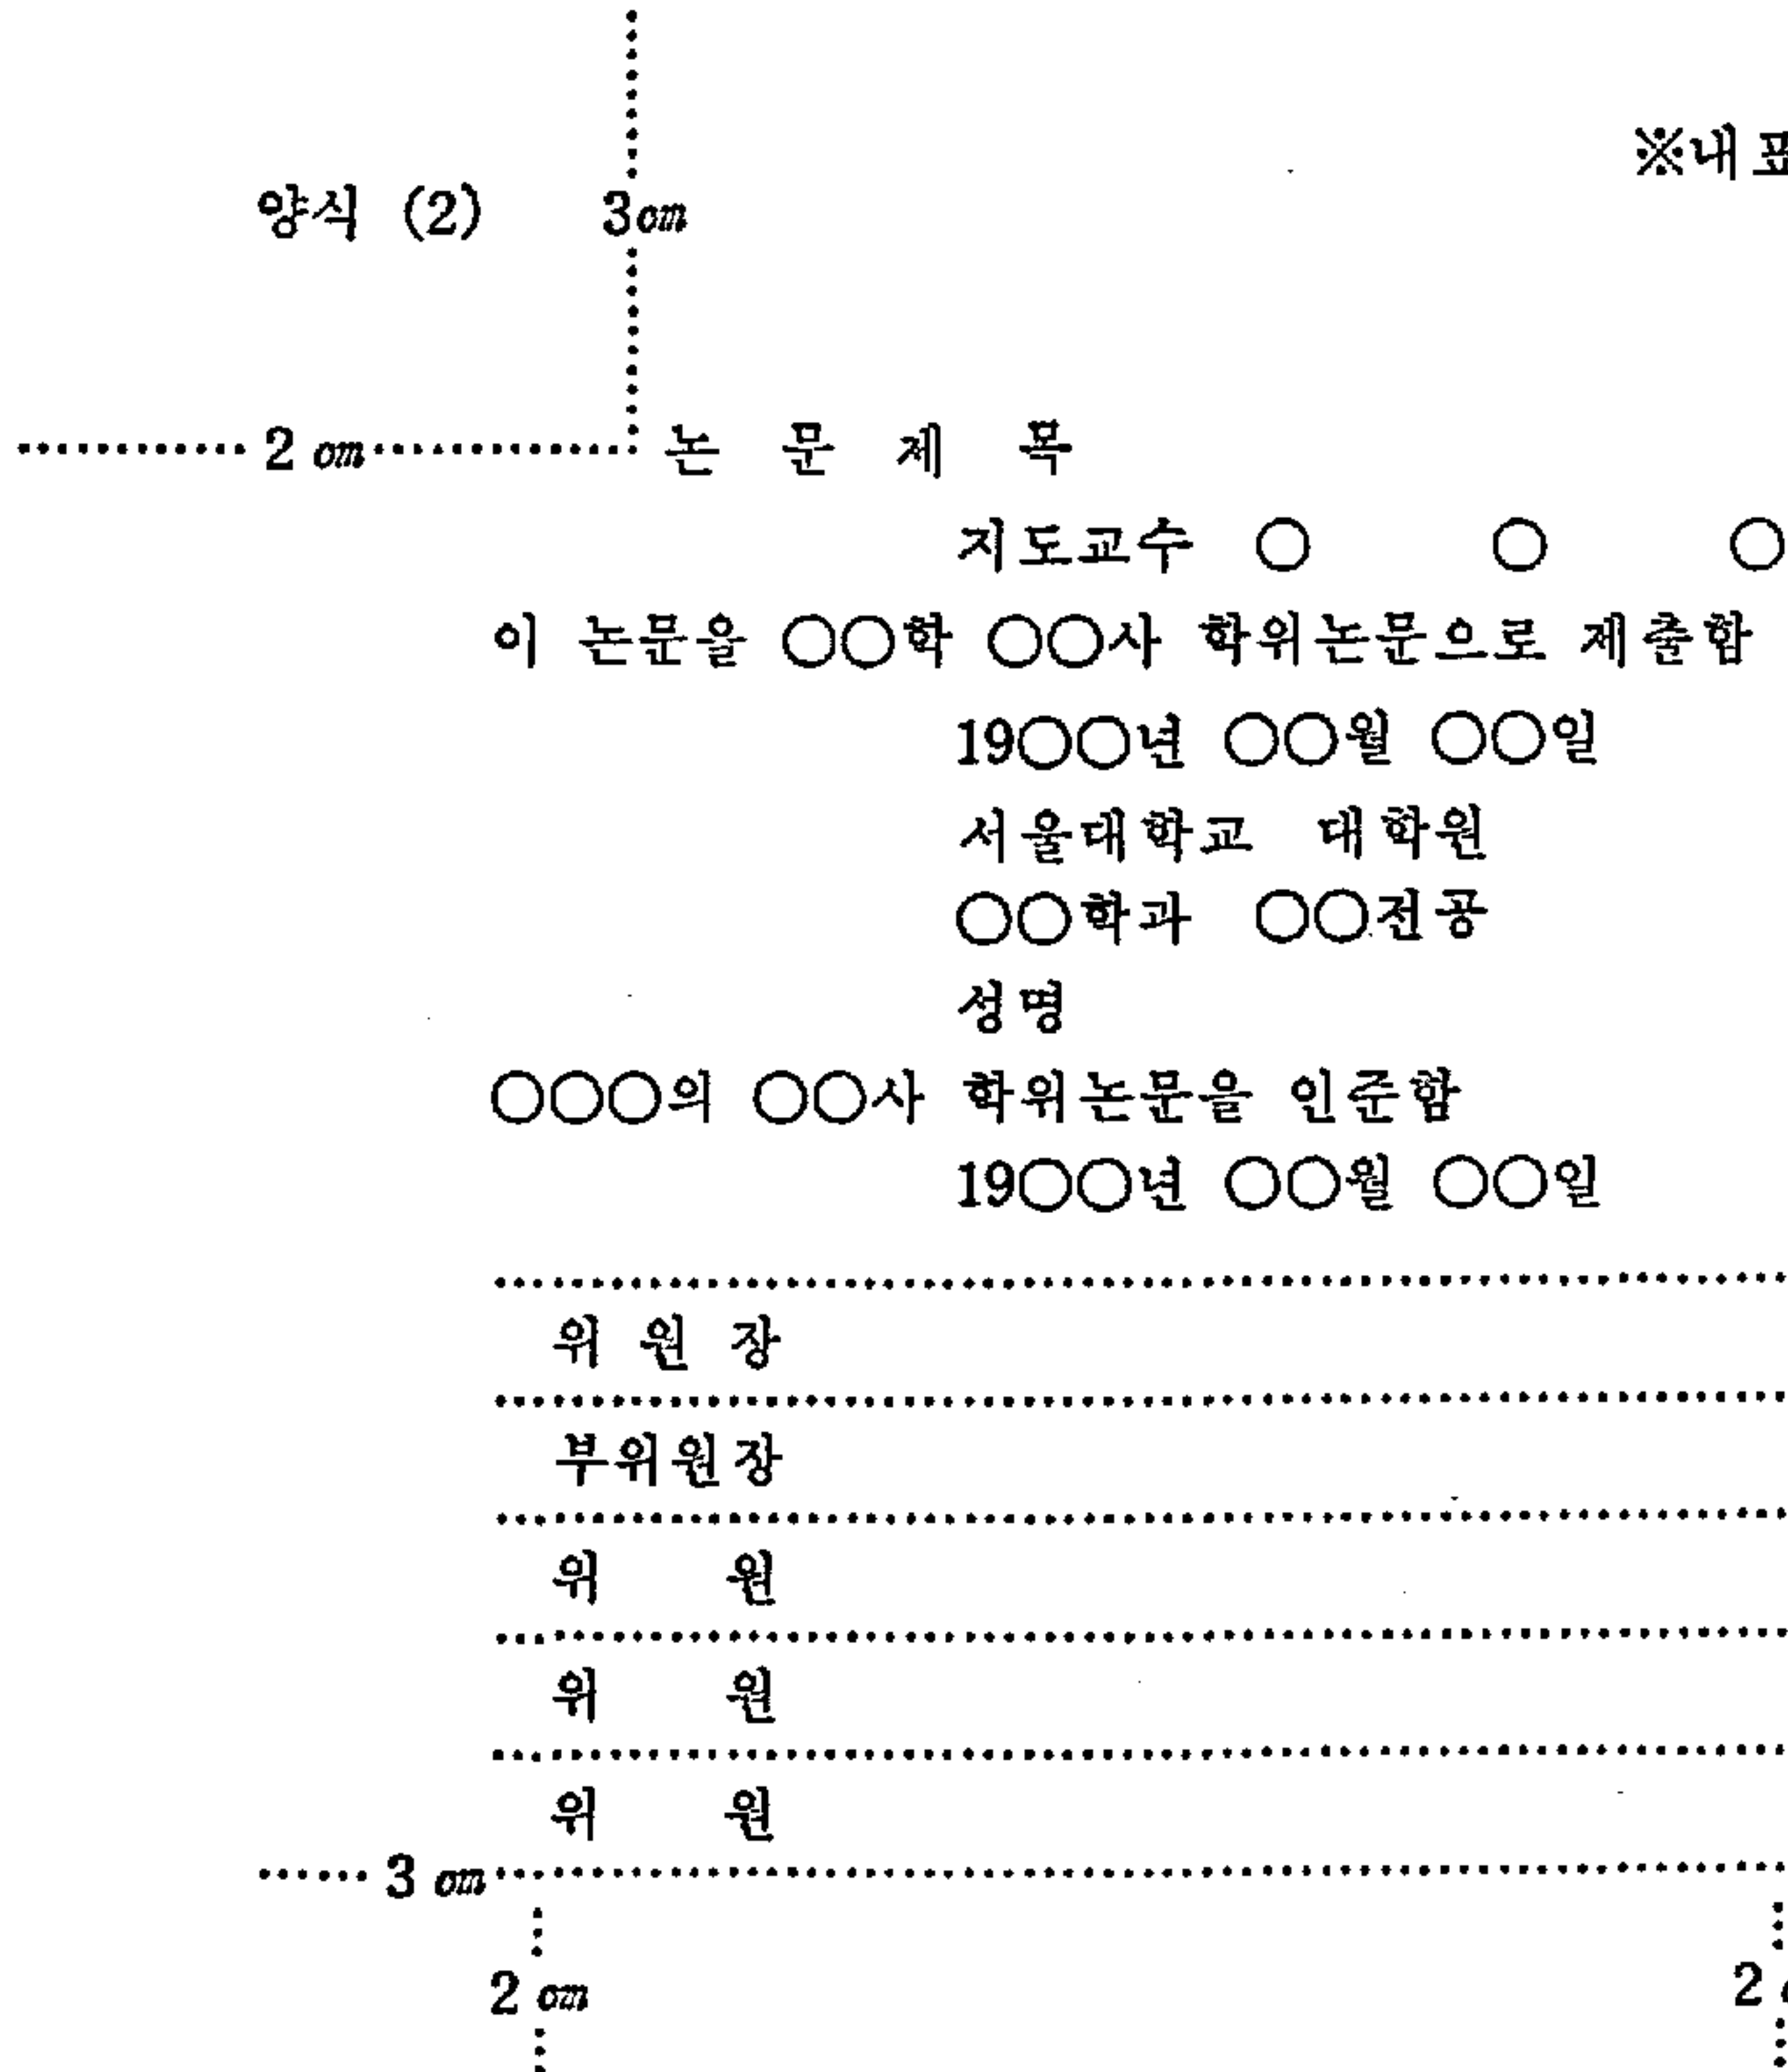 ※내표
양식 (2) 3㎝
2 ㎝ 논 문 제 목
지도교수 ○ ○ ○
이 논문을 ○○학 ○○사 학위논문으로 제출함
19○○년 ○○월 ○○일
서울대학교 대학원
○○학과 ○○전공
성명
○○○의 ○○사 학위논문을 인준함
19○○년 ○○월 ○○일
위 원 장
부위원장
위 원
위 원
위 원
3 ㎝
2 ㎝ 2